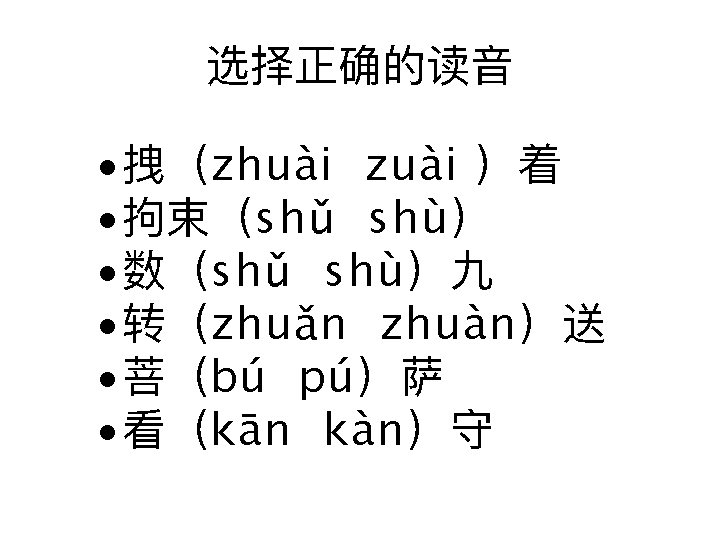 选择正确的读音
•拽（zhuài zuài ）着
•拘束（shǔ shù）
•数（shǔ shù）九
•转（zhuǎn zhuàn）送
•菩（bú pú）萨
•看（kān kàn）守